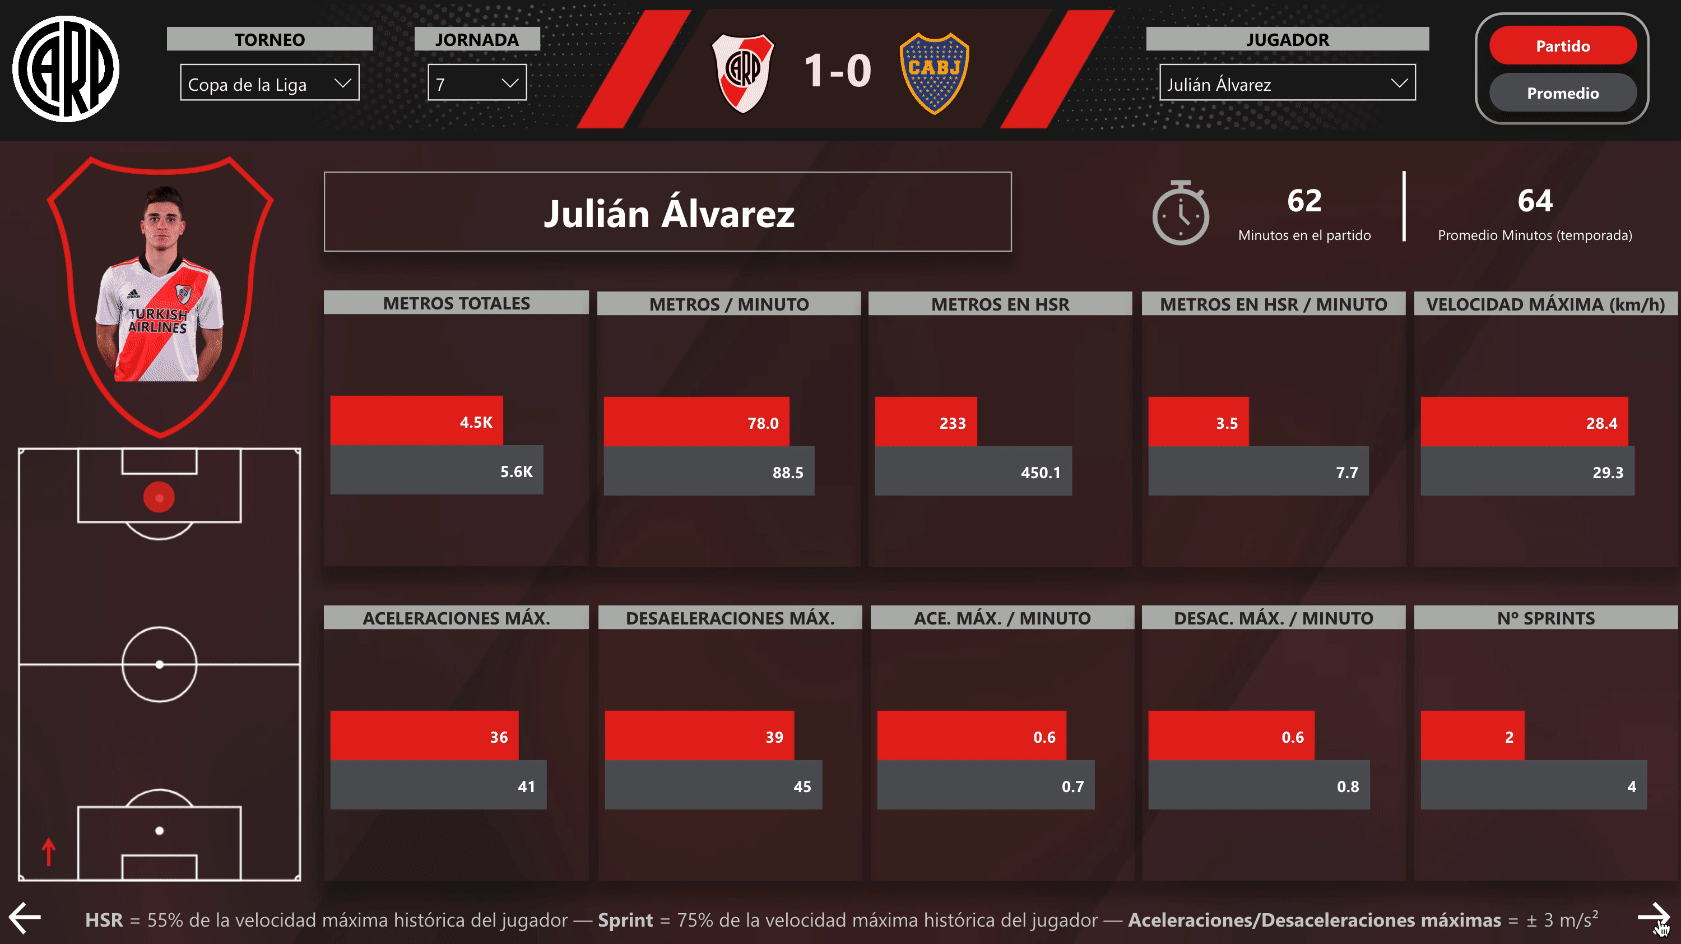 CARP
TORNEO
JORNADA
JUGADOR
Copa de la Liga
7
CARP
1-0
CABJ
Julián Álvarez
Partido
Promedio
Julián Álvarez
62
Minutos en el partido
64
Promedio Minutos (temporada)
TURKISH
AIRLINES
METROS TOTALES
METROS / MINUTO
METROS EN HSR
METROS EN HSR / MINUTO
VELOCIDAD MÁXIMA (km/h)
4.5K
78.0
233
3.5
28.4
5.6K
88.5
450.1
7.7
29.3
ACELERACIONES MÁX.
DESAELERACIONES MÁX.
ACE. MÁX. / MINUTO
DESAC. MÁX. / MINUTO
Nº SPRINTS
36
39
0.6
0.6
2
41
45
0.7
0.8
4
HSR = 55% de la velocidad máxima histórica del jugador — Sprint = 75% de la velocidad máxima histórica del jugador — Aceleraciones/Desaceleraciones máximas = ± 3 m/s²